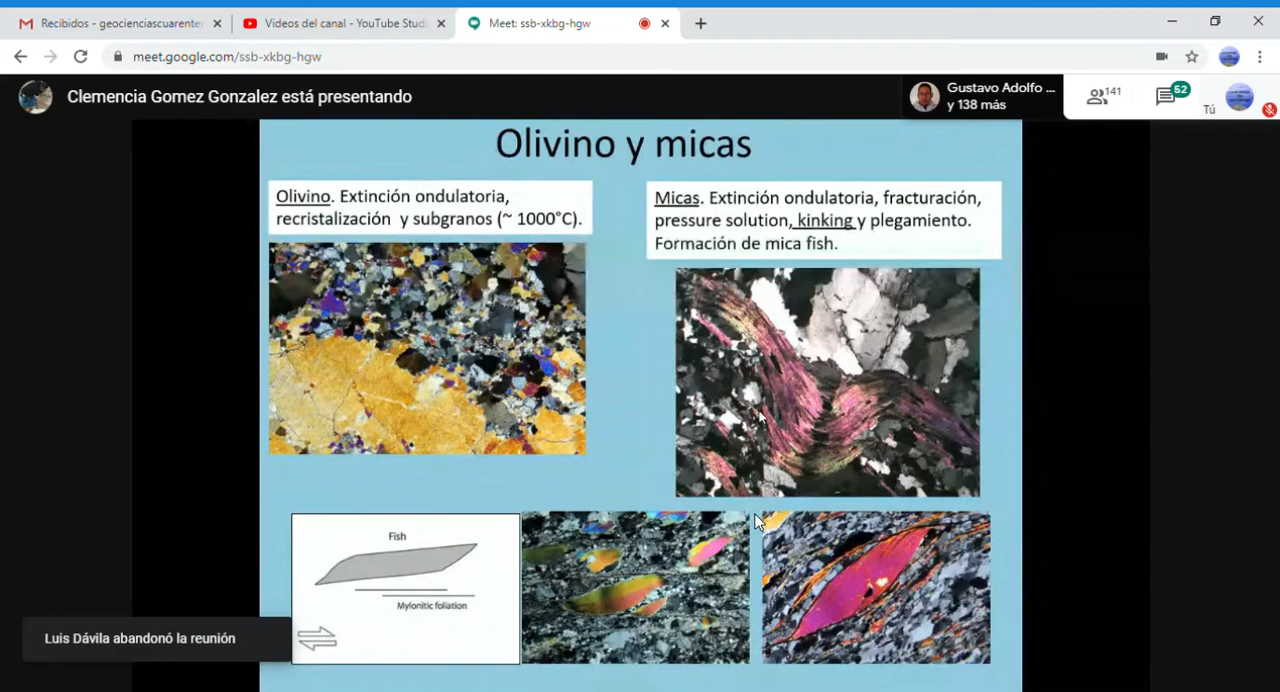 Recibidos - geocienciascuarente
Videos del canal - YouTube Studi
Meet: ssb-xkbg-hgw
meet.google.com/ssb-xkbg-hgw
Clemencia Gomez Gonzalez está presentando
Gustavo Adolfo ...
y 138 más
141
52
Tú
Olivino y micas
Olivino. Extinción ondulatoria,
recristalización y subgranos (~ 1000°C).
Micas. Extinción ondulatoria, fracturación,
pressure solution, kinking y plegamiento.
Formación de mica fish.
Fish
Mylonitic foliation
Luis Dávila abandonó la reunión